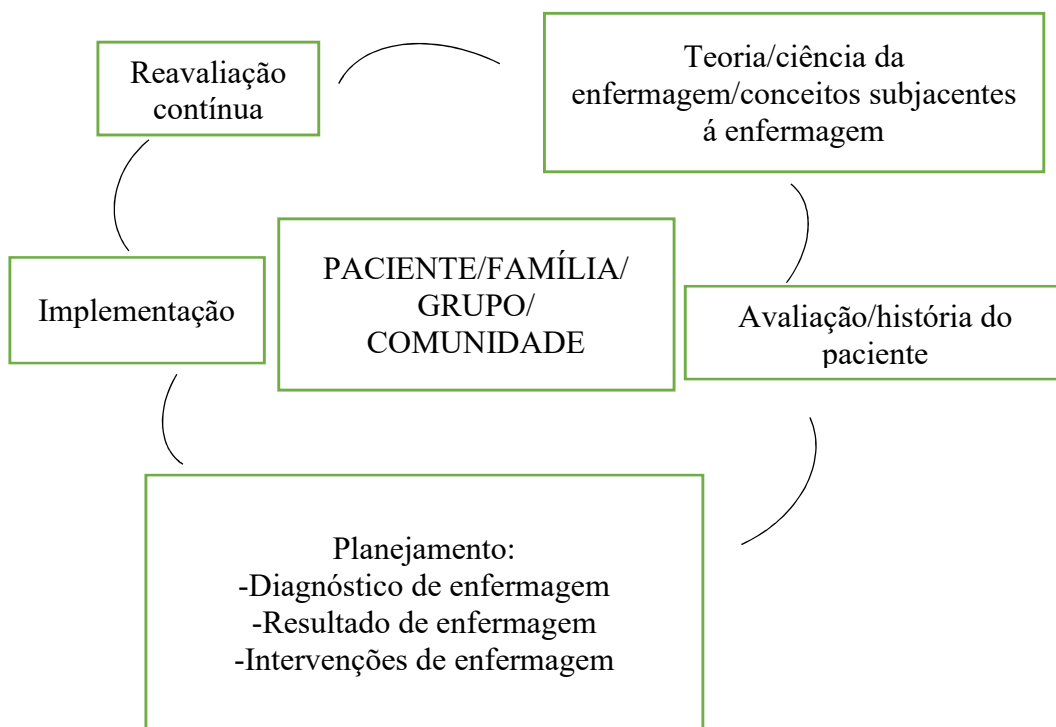 Reavaliação
contínua
Teoria/ciência da
enfermagem/conceitos subjacentes
á enfermagem
Implementação
PACIENTE/FAMÍLIA/
GRUPO/
COMUNIDADE
Avaliação/história do
paciente
Planejamento:
-Diagnóstico de enfermagem
-Resultado de enfermagem
-Intervenções de enfermagem